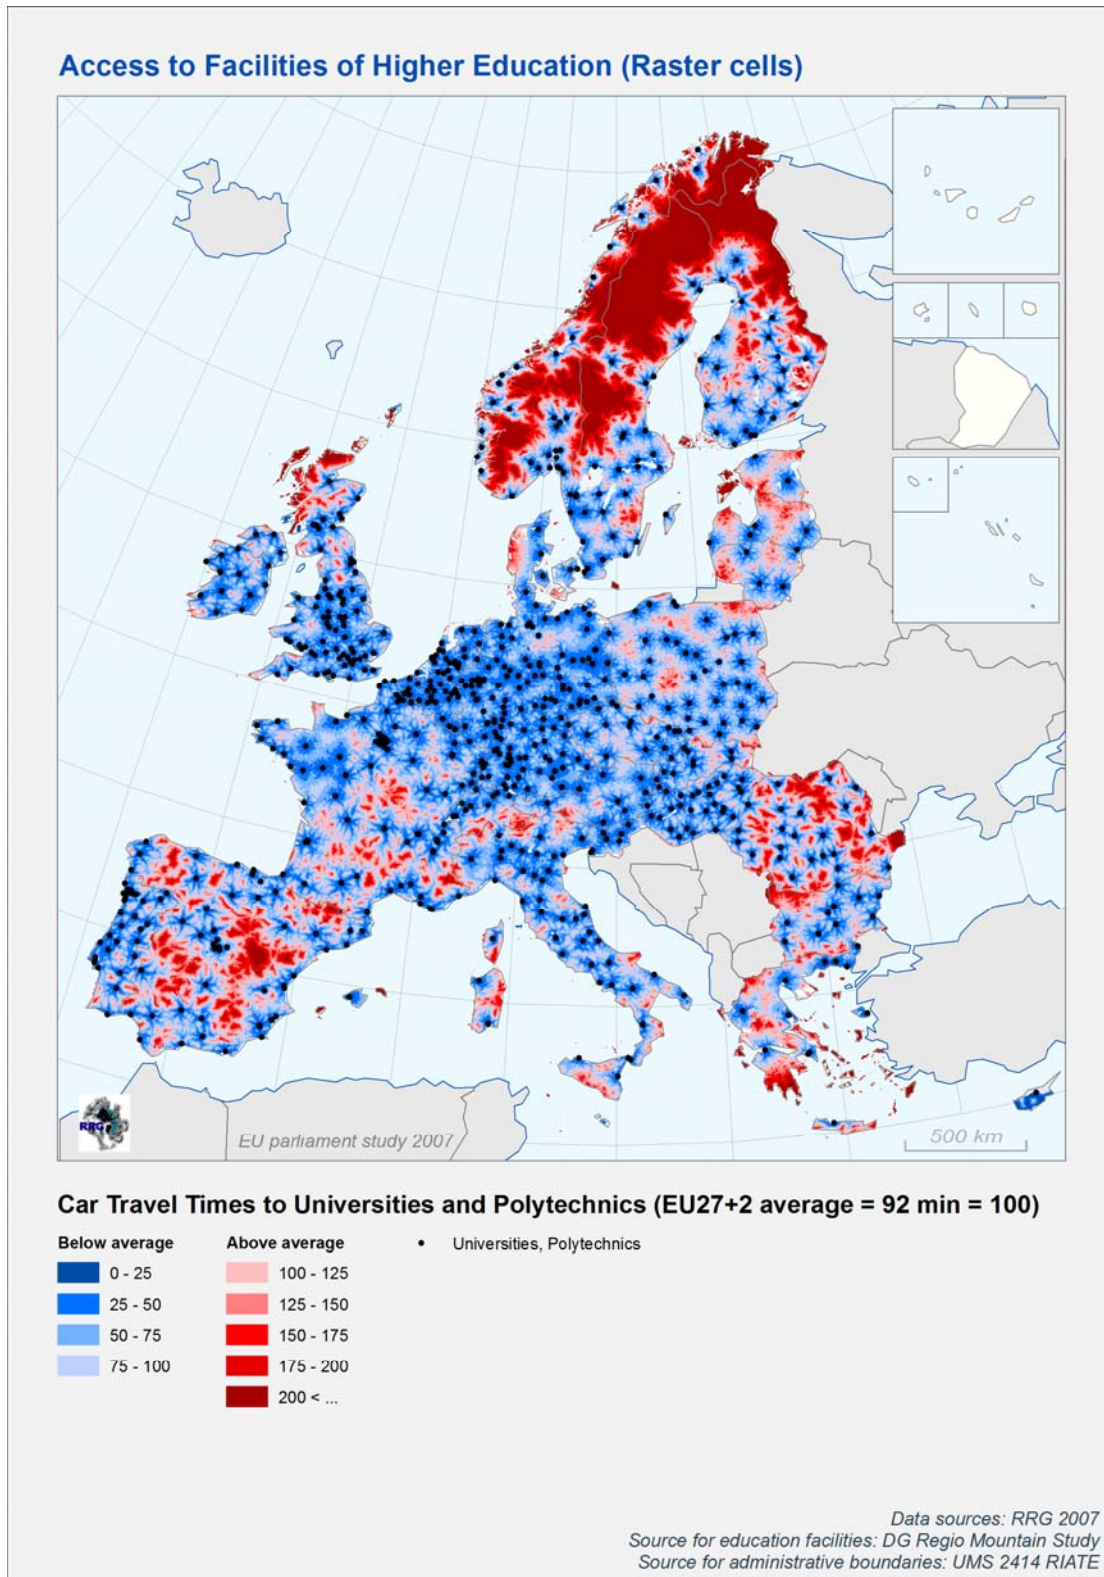 Access to Facilities of Higher Education (Raster cells)
RRG
EU parliament study 2007
500 km
Car Travel Times to Universities and Polytechnics (EU27+2 average = 92 min = 100)
Below average
0 - 25
25 - 50
50 - 75
75 - 100
Above average
100 - 125
125 - 150
150 - 175
175 - 200
200 < ...
Universities, Polytechnics
Data sources: RRG 2007
Source for education facilities: DG Regio Mountain Study
Source for administrative boundaries: UMS 2414 RIATE